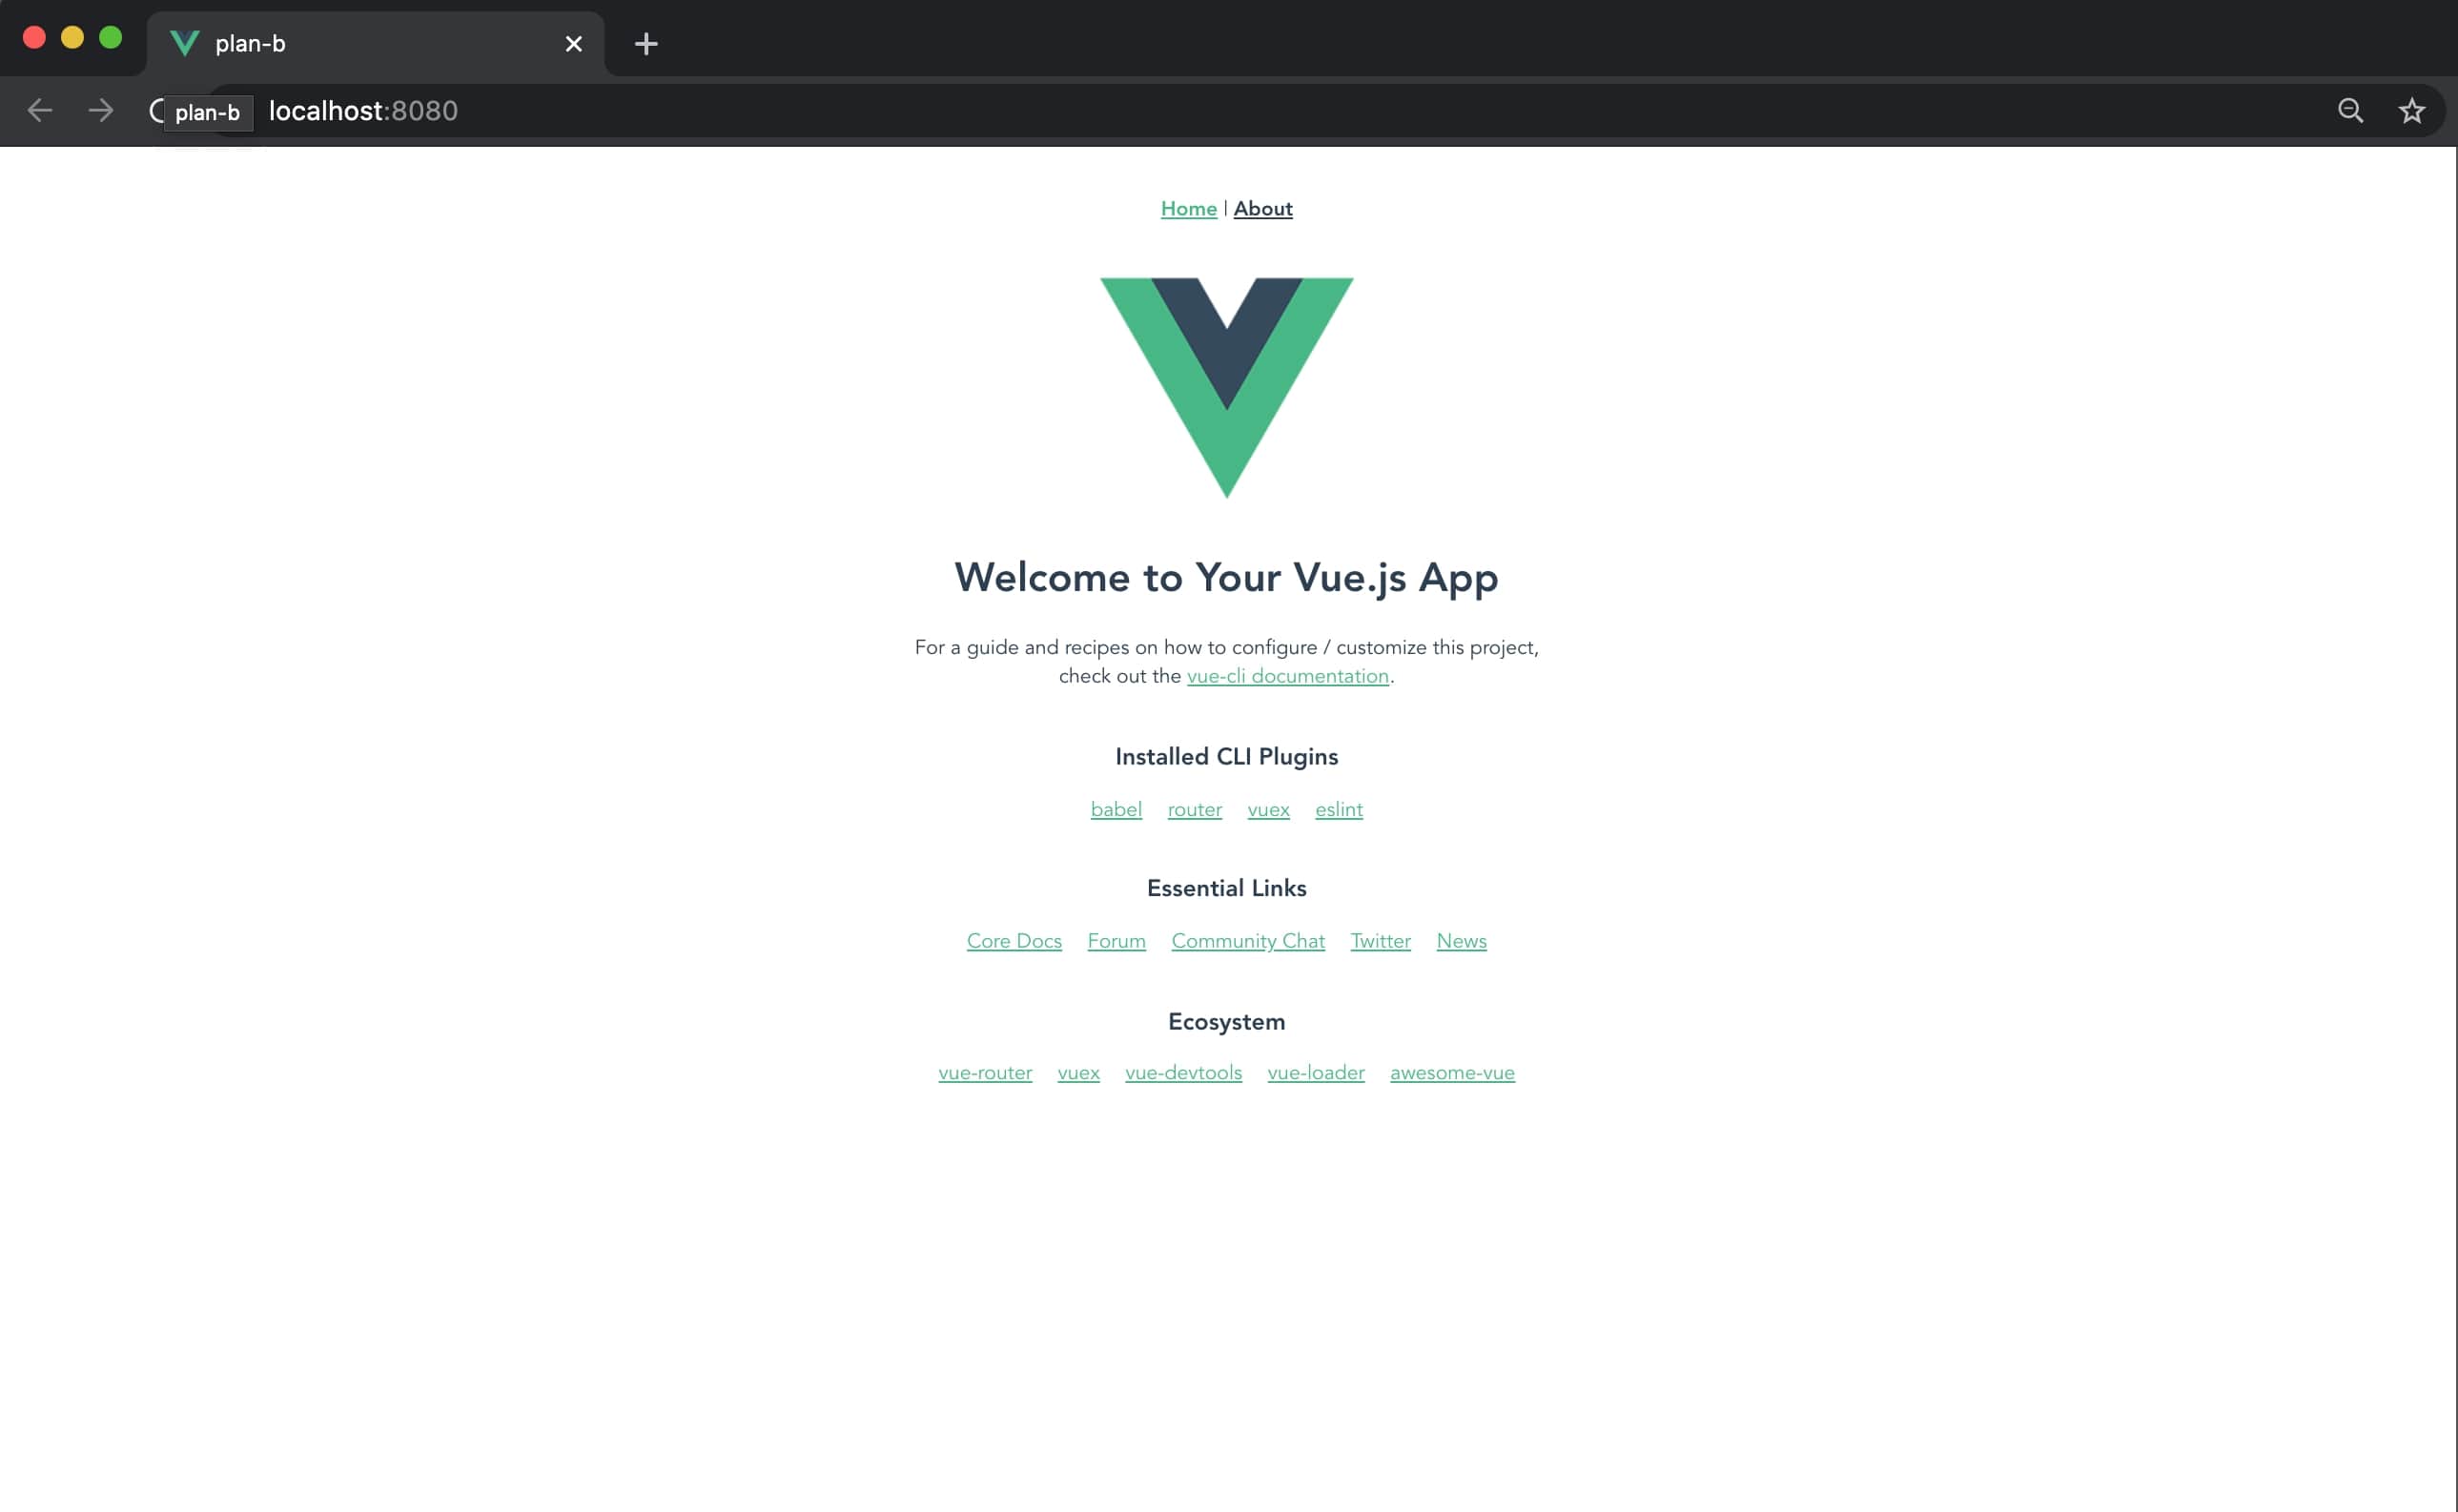 plan-b
plan-b
localhost:8080
Home | About
Welcome to Your Vue.js App
For a guide and recipes on how to configure / customize this project,
check out the vue-cli documentation.
Installed CLI Plugins
babel router vuex eslint
Essential Links
Core Docs Forum Community Chat Twitter News
Ecosystem
vue-router vuex vue-devtools vue-loader awesome-vue